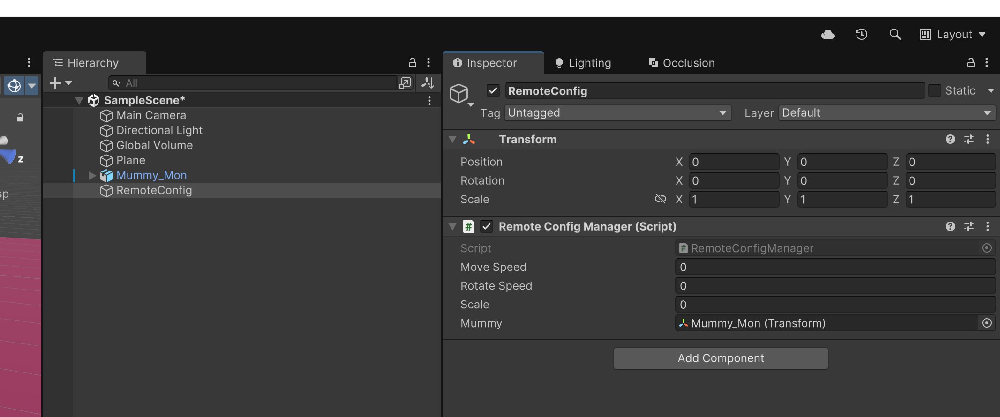 Layout
Hierarchy
Inspector
Lighting
Occlusion
All
SampleScene*
Main Camera
Directional Light
Global Volume
Plane
Mummy_Mon
RemoteConfig
z
sp
RemoteConfig
Static
Tag
Untagged
Layer
Default
Transform
Position X 0 Y 0 Z 0
Rotation X 0 Y 0 Z 0
Scale X 1 Y 1 Z 1
# Remote Config Manager (Script)
Script # RemoteConfigManager
Move Speed 0
Rotate Speed 0
Scale 0
Mummy Mummy_Mon (Transform)
Add Component